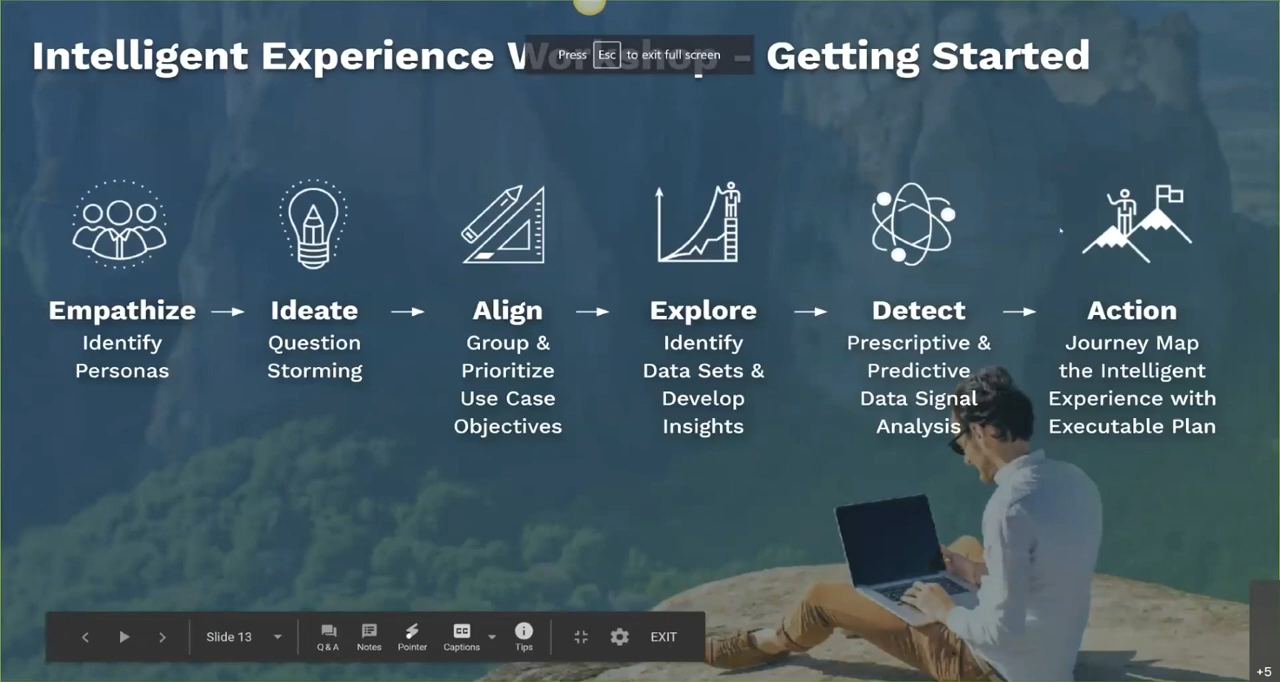 Intelligent Experience Workshop - Getting Started
Press Esc to exit full screen
Empathize
Identify
Personas
Ideate
Question
Storming
Align
Group &
Prioritize
Use Case
Objectives
Explore
Identify
Data Sets &
Develop
Insights
Detect
Prescriptive &
Predictive
Data Signal
Analysis
Action
Journey Map
the Intelligent
Experience with
Executable Plan
Slide 13
Q & A
Notes
Pointer
CC
Captions
Tips
EXIT
+5